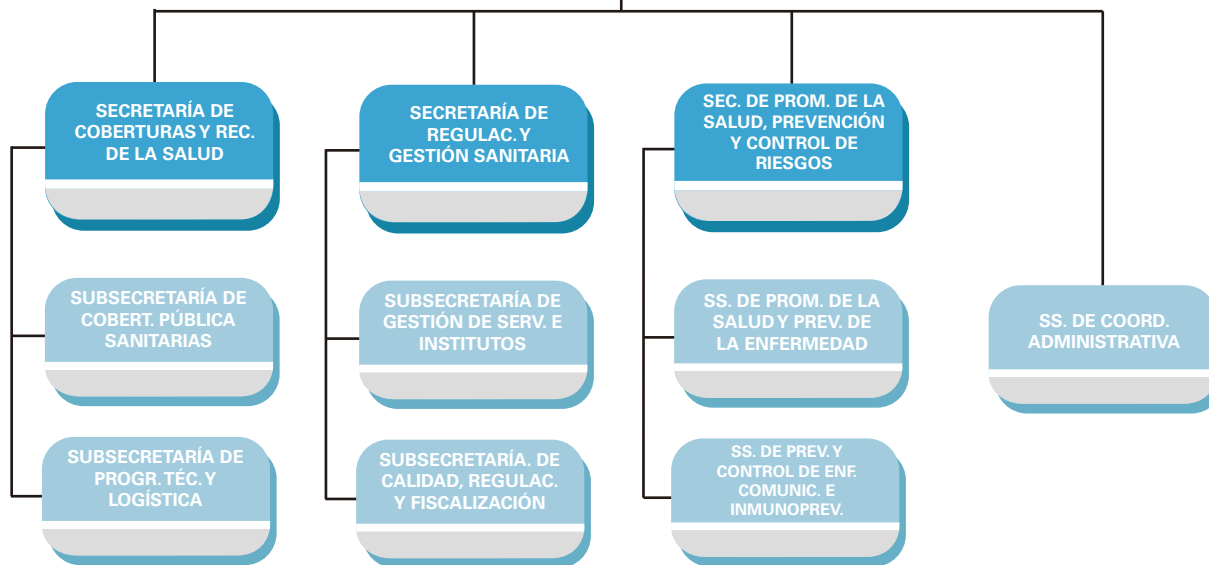 SECRETARÍA DE
COBERTURAS Y REC.
DE LA SALUD
SECRETARÍA DE
REGULAC. Y
GESTIÓN SANITARIA
SEC. DE PROM. DE LA
SALUD, PREVENCIÓN
Y CONTROL DE
RIESGOS
SUBSECRETARÍA DE
COBERT. PÚBLICA
SANITARIAS
SUBSECRETARÍA DE
GESTIÓN DE SERV. E
INSTITUTOS
SS. DE PROM. DE LA
SALUD Y PREV. DE
LA ENFERMEDAD
SS. DE COORD.
ADMINISTRATIVA
SUBSECRETARÍA DE
PROGR. TÉC. Y
LOGÍSTICA
SUBSECRETARÍA. DE
CALIDAD, REGULAC.
Y FISCALIZACIÓN
SS. DE PREV. Y
CONTROL DE ENF.
COMUNIC. E
INMUNOPREV.